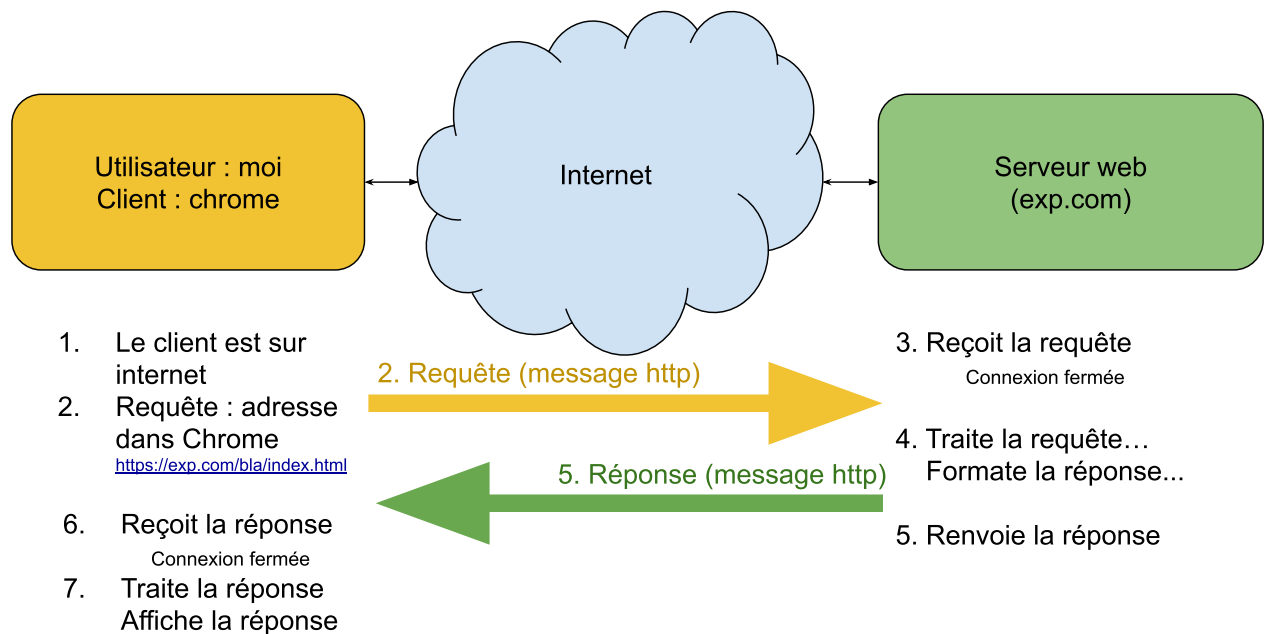 Utilisateur : moi
Client : chrome
Internet
Serveur web
(exp.com)
1. Le client est sur
internet
2. Requête : adresse
dans Chrome
https://exp.com/bla/index.html
6. Reçoit la réponse
Connexion fermée
7. Traite la réponse
Affiche la réponse
2. Requête (message http)
5. Réponse (message http)
3. Reçoit la requête
Connexion fermée
4. Traite la requête…
Formate la réponse...
5. Renvoie la réponse